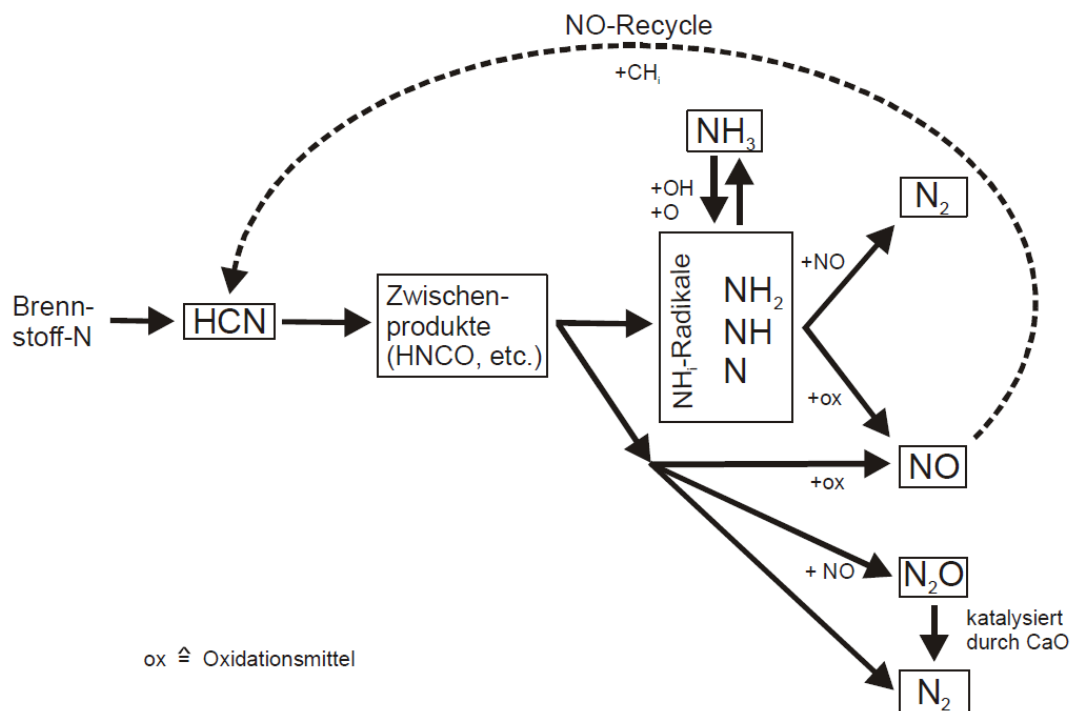 NO-Recycle
+CHᵢ
NH₃
+OH
+O
N₂
+NO
Brenn-
stoff-N
HCN
Zwischen-
produkte
(HNCO, etc.)
NHᵢ-Radikale
NH₂
NH
N
+ox
NO
+ox
+ NO
N₂O
katalysiert
durch CaO
N₂
ox ≙ Oxidationsmittel